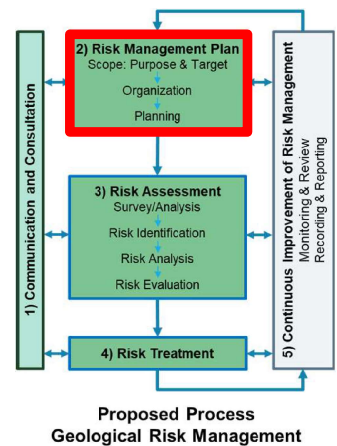 1) Communication and Consultation
2) Risk Management Plan
Scope: Purpose & Target
Organization
Planning
3) Risk Assessment
Survey/Analysis
Risk Identification
Risk Analysis
Risk Evaluation
4) Risk Treatment
5) Continuous Improvement of Risk Management
Monitoring & Review
Recording & Reporting
Proposed Process
Geological Risk Management